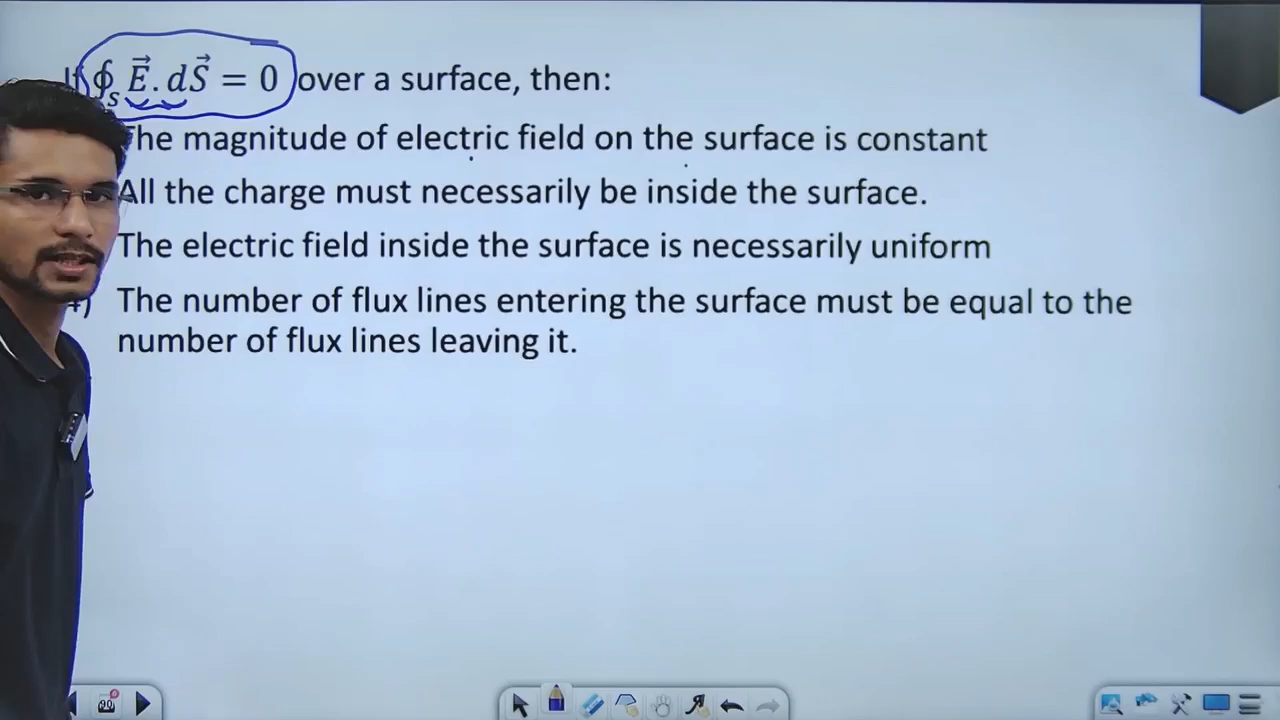 If ∮S E⃗ . dS⃗ = 0 over a surface, then:
The magnitude of electric field on the surface is constant
All the charge must necessarily be inside the surface.
The electric field inside the surface is necessarily uniform
4) The number of flux lines entering the surface must be equal to the
number of flux lines leaving it.